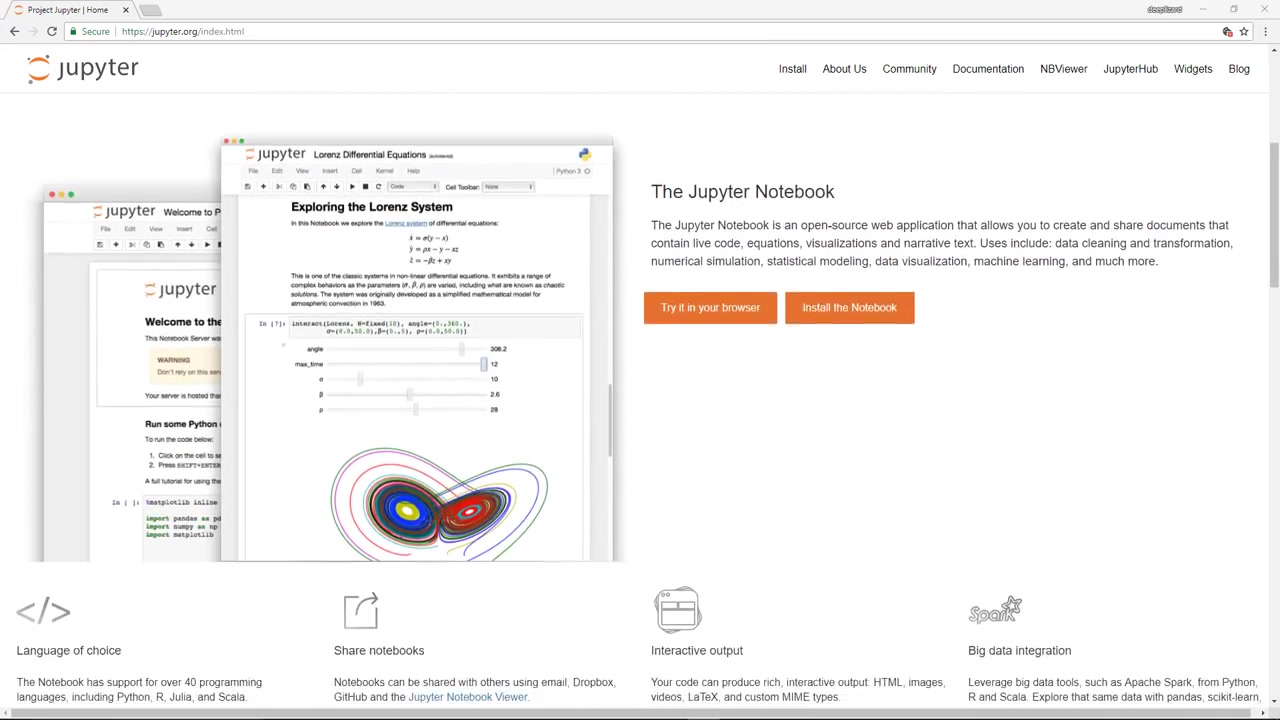 Project Jupyter | Home
deeplizard
Secure
https://jupyter.org/index.html
jupyter
Install
About Us
Community
Documentation
NBViewer
JupyterHub
Widgets
Blog
jupyter
Welcome to P
File
Edit
View
Insert
Cell
jupyter
Welcome to the
This Notebook Server wa
WARNING
Don't rely on this serv
Your server is hosted tha
Run some Python c
To run the code below:
1. Click on the cell to se
2. Press SHIFT+ENTER
A full tutorial for using the
In [ ]:
%matplotlib inline
import pandas as pd
import numpy as np
import matplotlib
jupyter
Lorenz Differential Equations
(autosaved)
File
Edit
View
Insert
Cell
Kernel
Help
Python 3
Code
Cell Toolbar:
None
Exploring the Lorenz System
In this Notebook we explore the Lorenz system of differential equations:
ẋ = σ(y − x)
ẏ = ρx − y − xz
ż = −βz + xy
This is one of the classic systems in non-linear differential equations. It exhibits a range of
complex behaviors as the parameters (σ, β, ρ) are varied, including what are known as chaotic
solutions. The system was originally developed as a simplified mathematical model for
atmospheric convection in 1963.
In [7]:
interact(Lorenz, N=fixed(10), angle=(0.,360.),
σ=(0.0,50.0),β=(0.,5), ρ=(0.0,50.0))
angle
308.2
max_time
12
σ
10
β
2.6
ρ
28
The Jupyter Notebook
The Jupyter Notebook is an open-source web application that allows you to create and share documents that
contain live code, equations, visualizations and narrative text. Uses include: data cleaning and transformation,
numerical simulation, statistical modeling, data visualization, machine learning, and much more.
Try it in your browser
Install the Notebook
</>
Spark
Language of choice
Share notebooks
Interactive output
Big data integration
The Notebook has support for over 40 programming
languages, including Python, R, Julia, and Scala.
Notebooks can be shared with others using email, Dropbox,
GitHub and the Jupyter Notebook Viewer.
Your code can produce rich, interactive output: HTML, images,
videos, LaTeX, and custom MIME types.
Leverage big data tools, such as Apache Spark, from Python,
R and Scala. Explore that same data with pandas, scikit-learn,